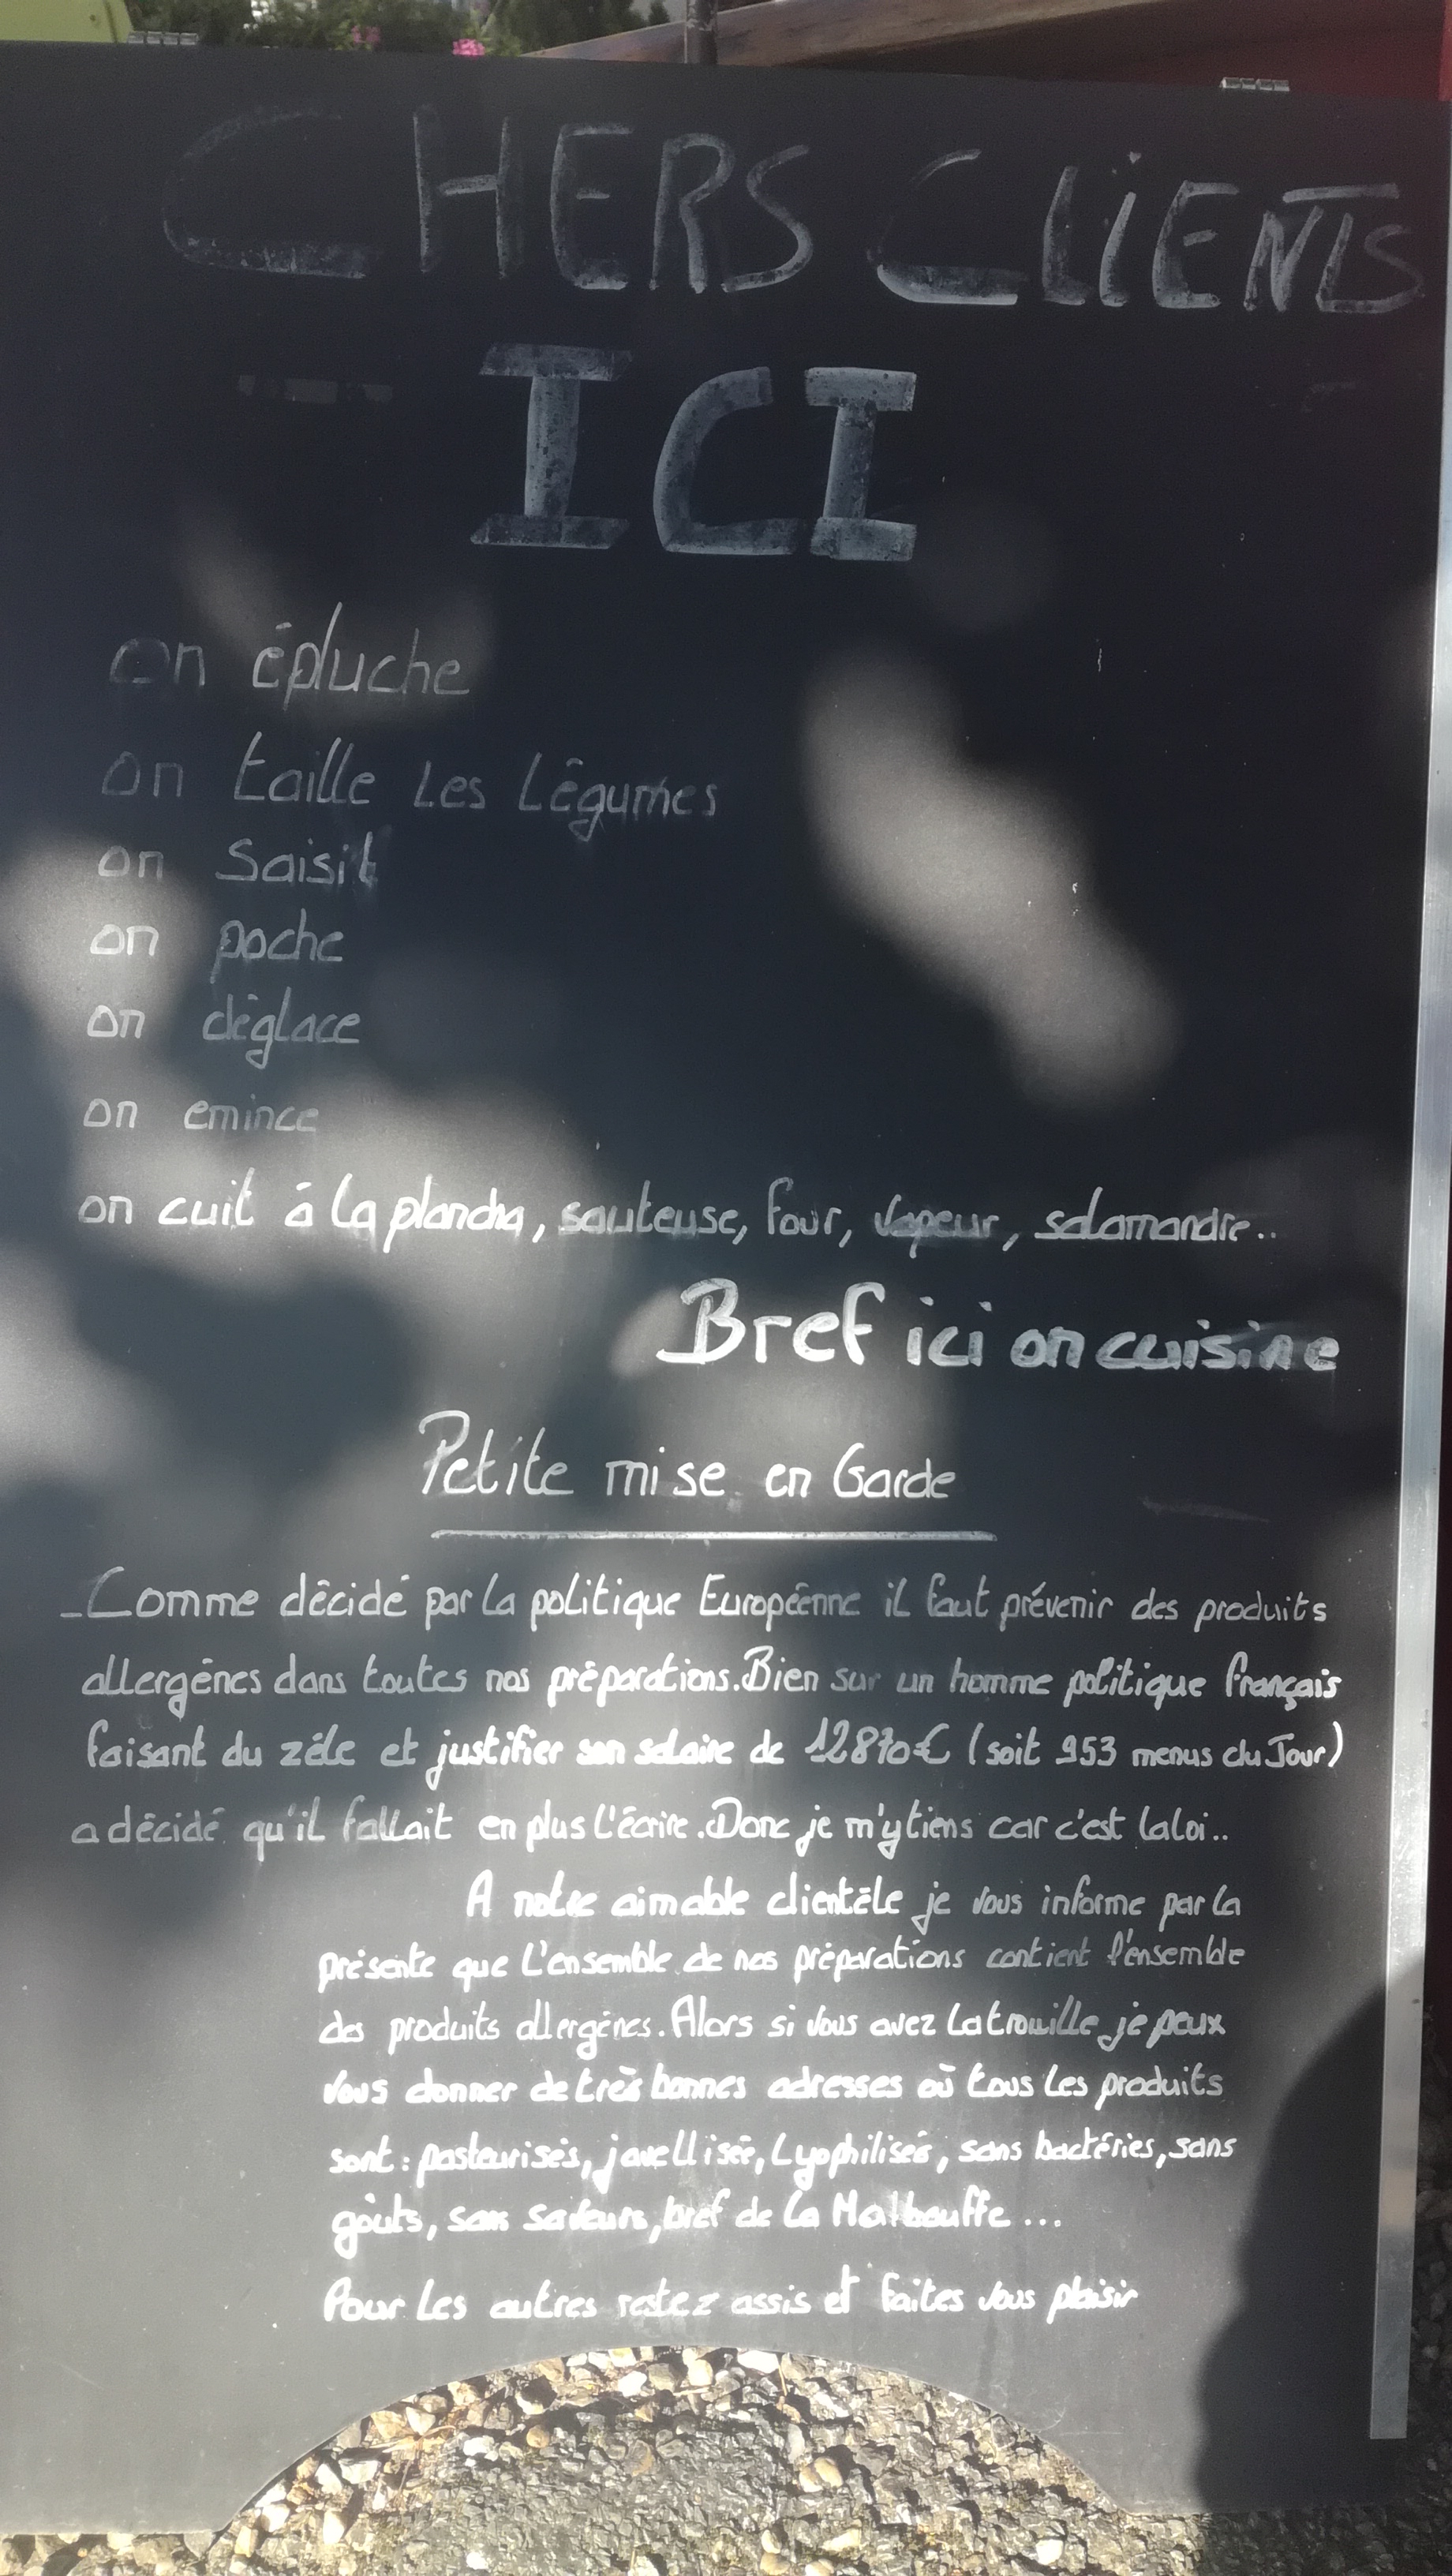 CHERS CLiENTS
ICI
on épluche
on taille Les Légumes
on Saisit
on poche
on déglace
on emince
on cuit à la plancha, sauteuse, four, vapeur, salamandre..
Bref ici on cuisine
Petite mise en Garde
-Comme décidé par la politique Européenne il faut prévenir des produits
allergénes dans toutes nos préparations. Bien sur un homme politique français
faisant du zéle et justifier son salaire de 12870€ (soit 953 menus du Jour)
a décidé qu'il fallait en plus l'écrire. Donc je m'y tiens car c'est la loi..
A notre aimable clientèle je vous informe par la
présente que l'ensemble de nos préparations contient l'ensemble
des produits allergénes. Alors si vous avez la trouille je peux
vous donner de très bonnes adresses où tous les produits
sont : pasteurisés, javellisée, Lyophilisés, sans bactéries, sans
goûts, sans saveurs, bref de la Malbouffe ...
Pour les autres restez assis et faites vous plaisir